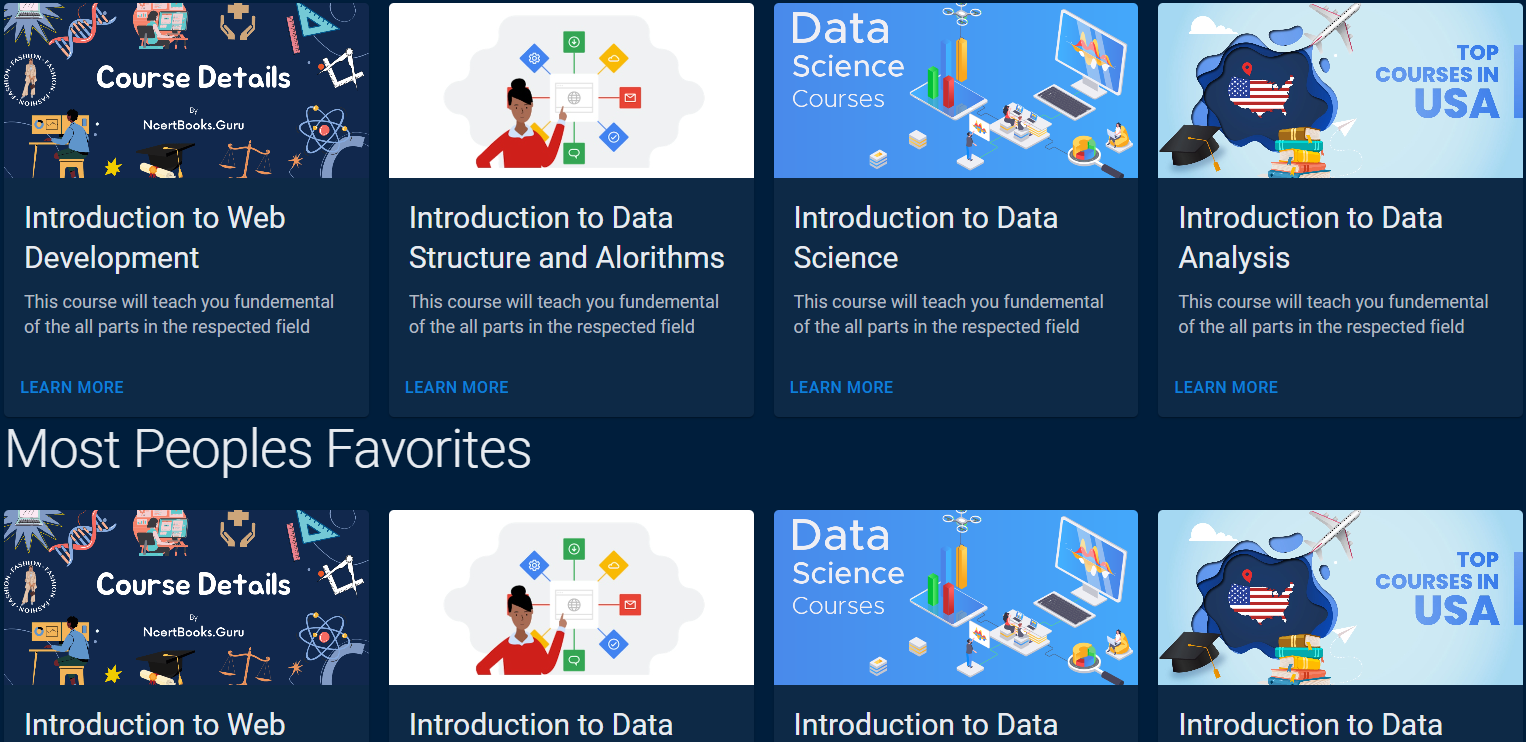 Course Details
By
NcertBooks.Guru
FASHION · FASHION · FASHION
Data
Science
Courses
TOP
COURSES IN
USA
Introduction to Web
Development
This course will teach you fundemental
of the all parts in the respected field
LEARN MORE
Introduction to Data
Structure and Alorithms
This course will teach you fundemental
of the all parts in the respected field
LEARN MORE
Introduction to Data
Science
This course will teach you fundemental
of the all parts in the respected field
LEARN MORE
Introduction to Data
Analysis
This course will teach you fundemental
of the all parts in the respected field
LEARN MORE
Most Peoples Favorites
Course Details
By
NcertBooks.Guru
FASHION · FASHION · FASHION
Data
Science
Courses
TOP
COURSES IN
USA
Introduction to Web
Introduction to Data
Introduction to Data
Introduction to Data